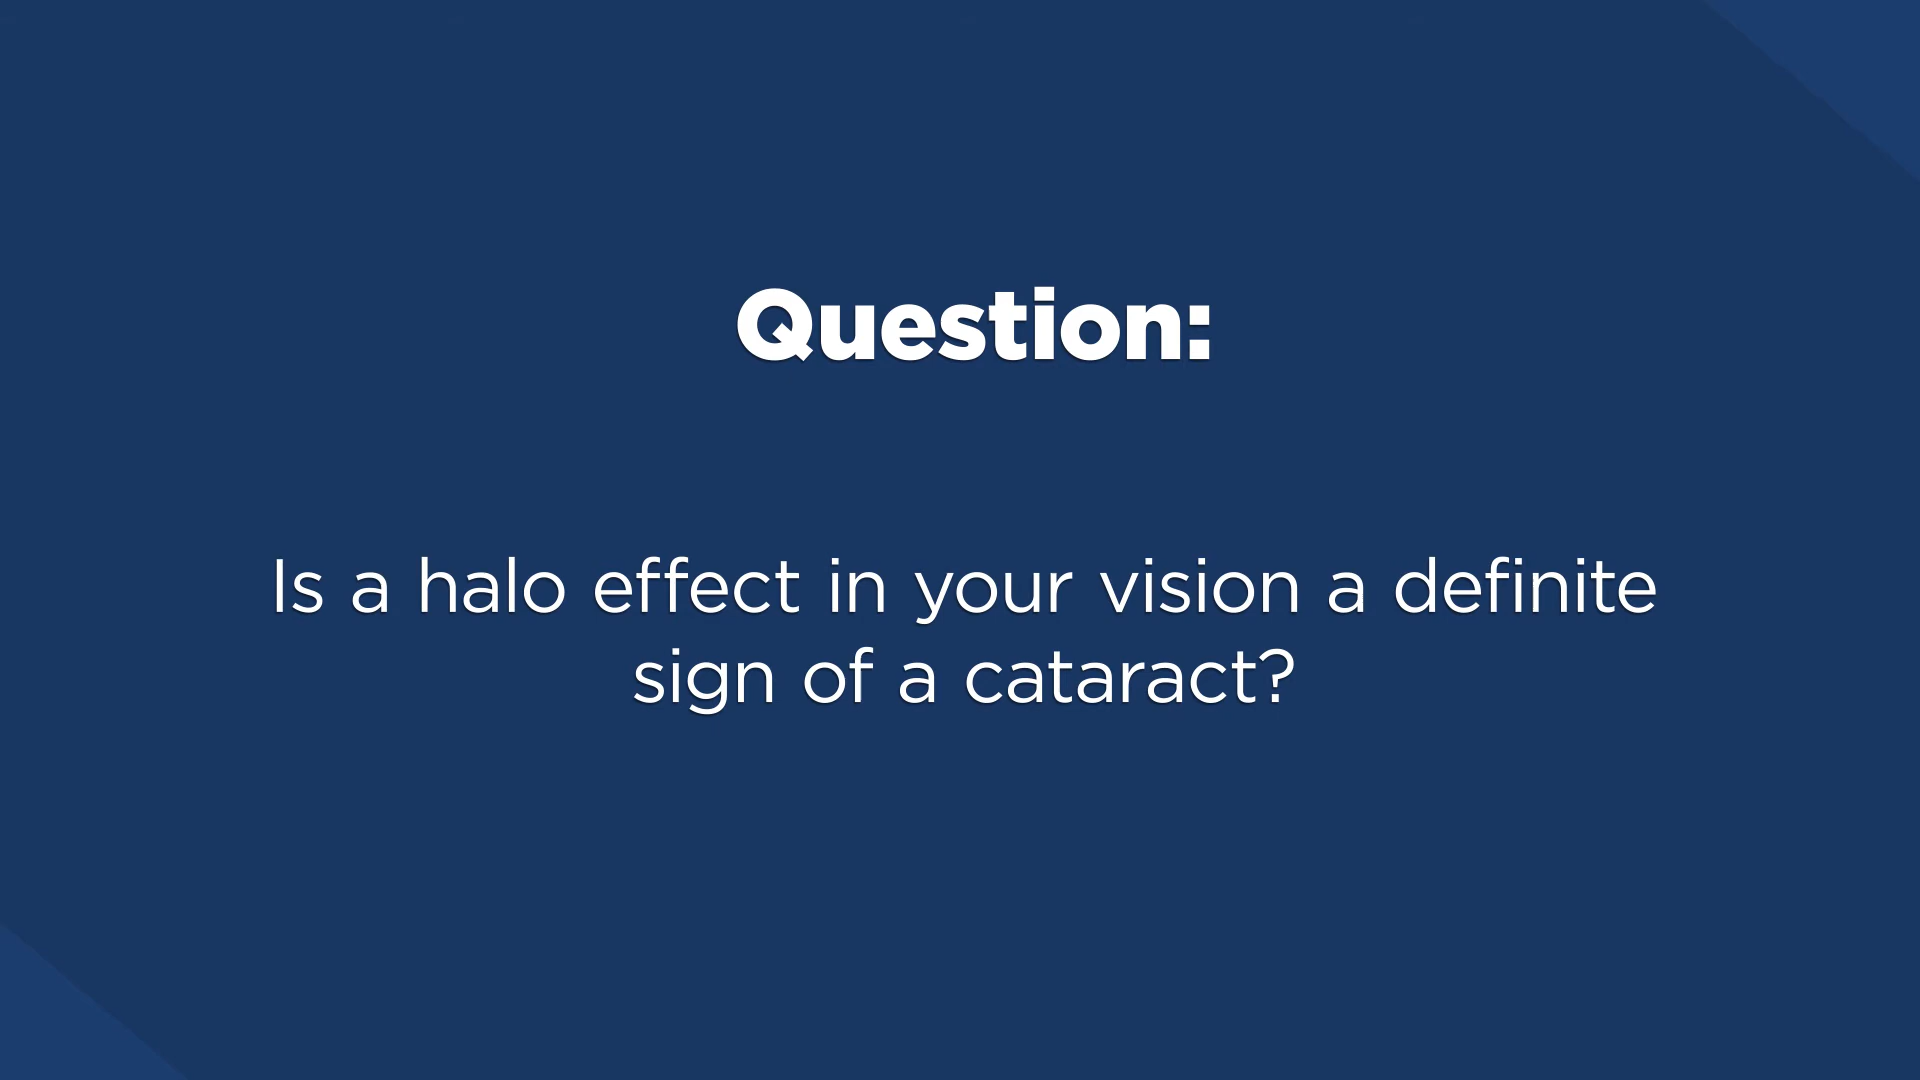 Question:
Is a halo effect in your vision a definite
sign of a cataract?